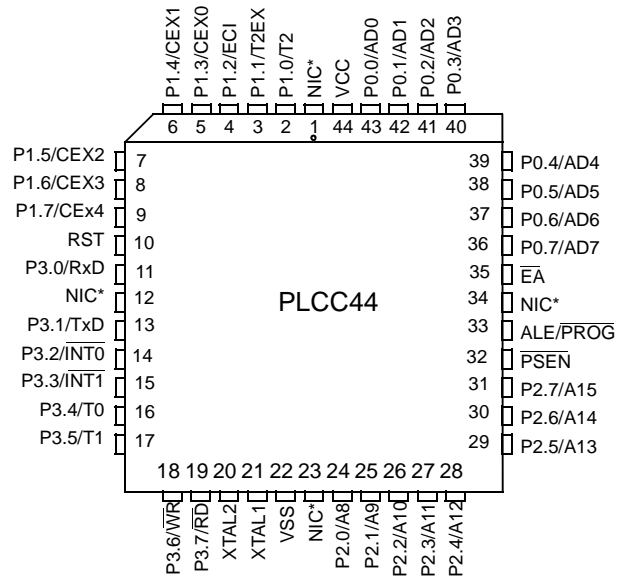 P1.4/CEX1
P1.3/CEX0
P1.2/ECI
P1.1/T2EX
P1.0/T2
NIC*
VCC
P0.0/AD0
P0.1/AD1
P0.2/AD2
P0.3/AD3
6 5 4 3 2 1 44 43 42 41 40
P1.5/CEX2 7
P1.6/CEX3 8
P1.7/CEx4 9
RST 10
P3.0/RxD 11
NIC* 12
P3.1/TxD 13
P3.2/I̅N̅T̅0̅ 14
P3.3/I̅N̅T̅1̅ 15
P3.4/T0 16
P3.5/T1 17
PLCC44
39 P0.4/AD4
38 P0.5/AD5
37 P0.6/AD6
36 P0.7/AD7
35 E̅A̅
34 NIC*
33 ALE/P̅R̅O̅G̅
32 P̅S̅E̅N̅
31 P2.7/A15
30 P2.6/A14
29 P2.5/A13
18 19 20 21 22 23 24 25 26 27 28
P3.6/W̅R̅
P3.7/R̅D̅
XTAL2
XTAL1
VSS
NIC*
P2.0/A8
P2.1/A9
P2.2/A10
P2.3/A11
P2.4/A12